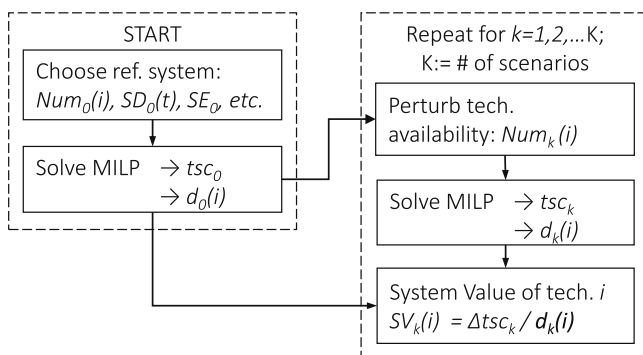 START
Choose ref. system:
Num₀(i), SD₀(t), SE₀, etc.
Solve MILP → tsc₀
→ d₀(i)
Repeat for k=1,2,...K;
K:= # of scenarios
Perturb tech.
availability: Numₖ(i)
Solve MILP → tscₖ
→ dₖ(i)
System Value of tech. i
SVₖ(i) = Δtscₖ / dₖ(i)